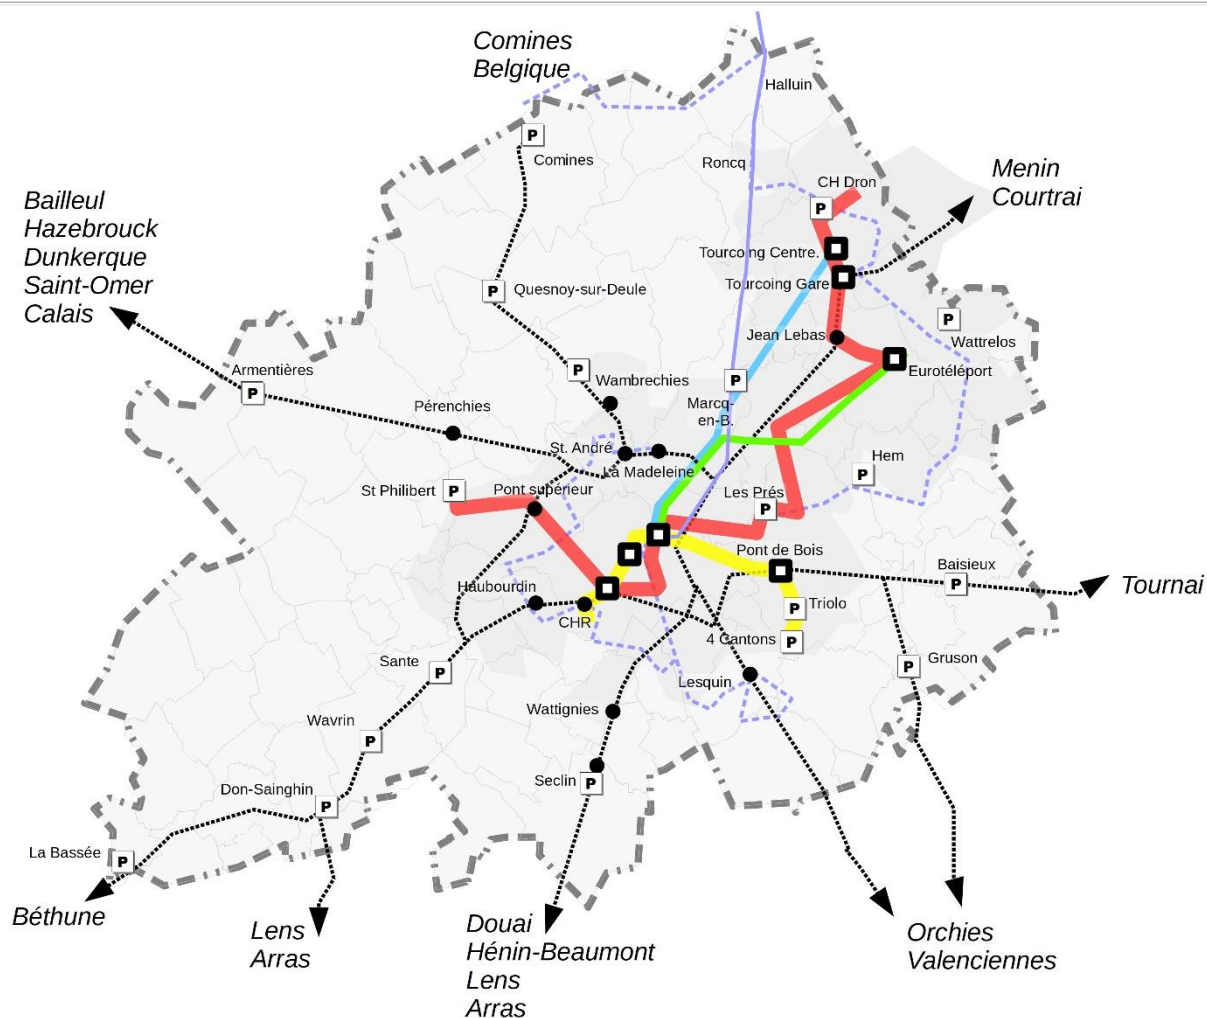 Comines
Belgique
Halluin
P
Comines
Roncq
CH Dron
P
Menin
Courtrai
Bailleul
Hazebrouck
Dunkerque
Saint-Omer
Calais
Tourcoing Centre.
Tourcoing Gare
P
Quesnoy-sur-Deule
P
Wattrelos
Jean Lebas
Armentières
P
P
Wambrechies
P
Eurotéléport
Marcq-
en-B.
Pérenchies
St. André
La Madeleine
Hem
P
St Philibert
P
Pont supérieur
Les Prés
P
Pont de Bois
Baisieux
P
Tournai
Haubourdin
CHR
P
Triolo
4 Cantons
P
Sante
P
Gruson
P
Lesquin
Wattignies
Wavrin
P
Seclin
P
Don-Sainghin
P
La Bassée
P
Béthune
Lens
Arras
Douai
Hénin-Beaumont
Lens
Arras
Orchies
Valenciennes